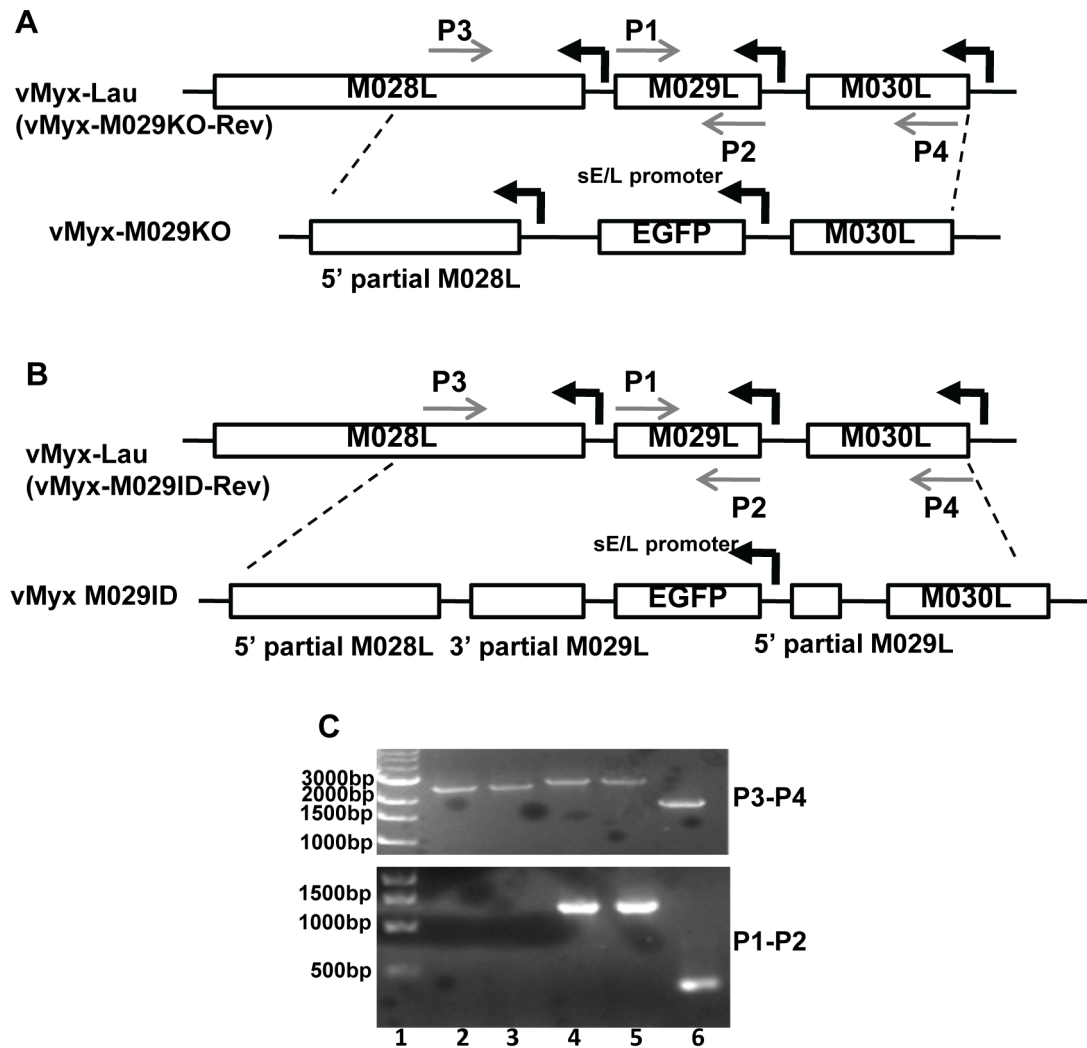 A
P3
P1
vMyx-Lau
(vMyx-M029KO-Rev)
M028L
M029L
M030L
P2
P4
sE/L promoter
vMyx-M029KO
EGFP
M030L
5’ partial M028L
B
P3
P1
vMyx-Lau
(vMyx-M029ID-Rev)
M028L
M029L
M030L
P2
P4
sE/L promoter
vMyx M029ID
EGFP
M030L
5’ partial M028L
3’ partial M029L
5’ partial M029L
C
3000bp
2000bp
1500bp
1000bp
P3-P4
1500bp
1000bp
500bp
P1-P2
1 2 3 4 5 6